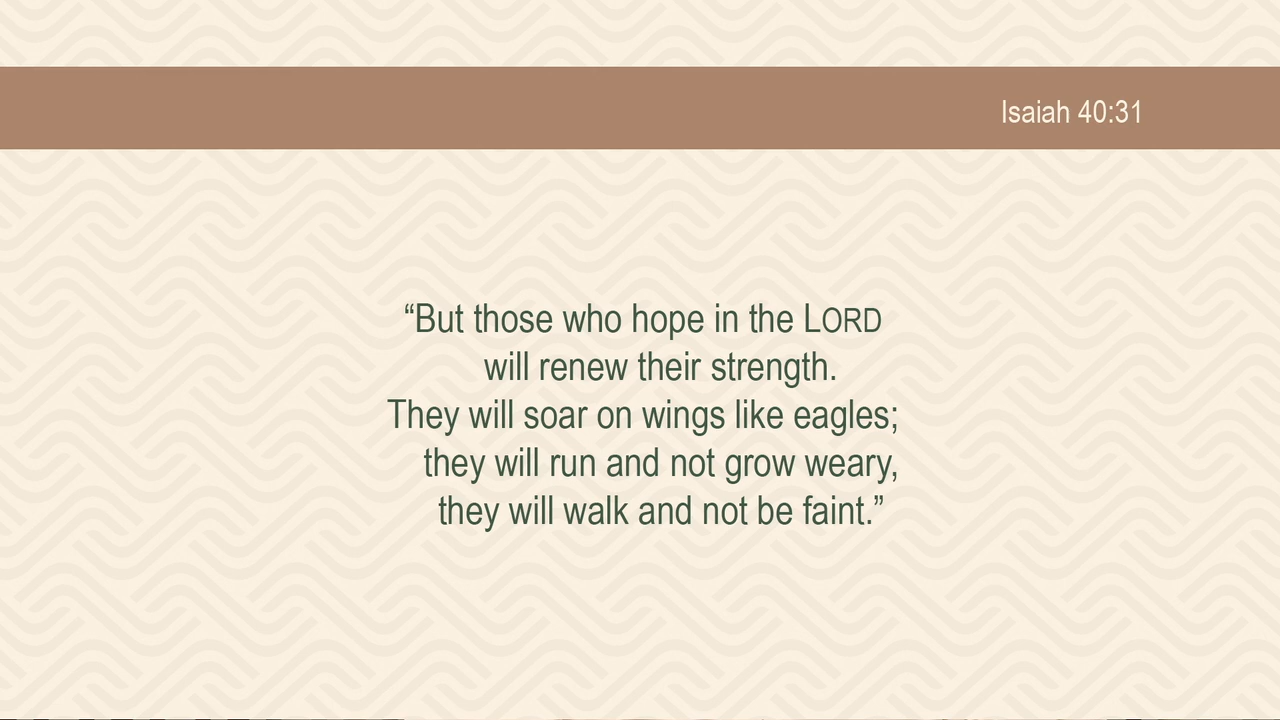 Isaiah 40:31
“But those who hope in the LORD
will renew their strength.
They will soar on wings like eagles;
they will run and not grow weary,
they will walk and not be faint.”